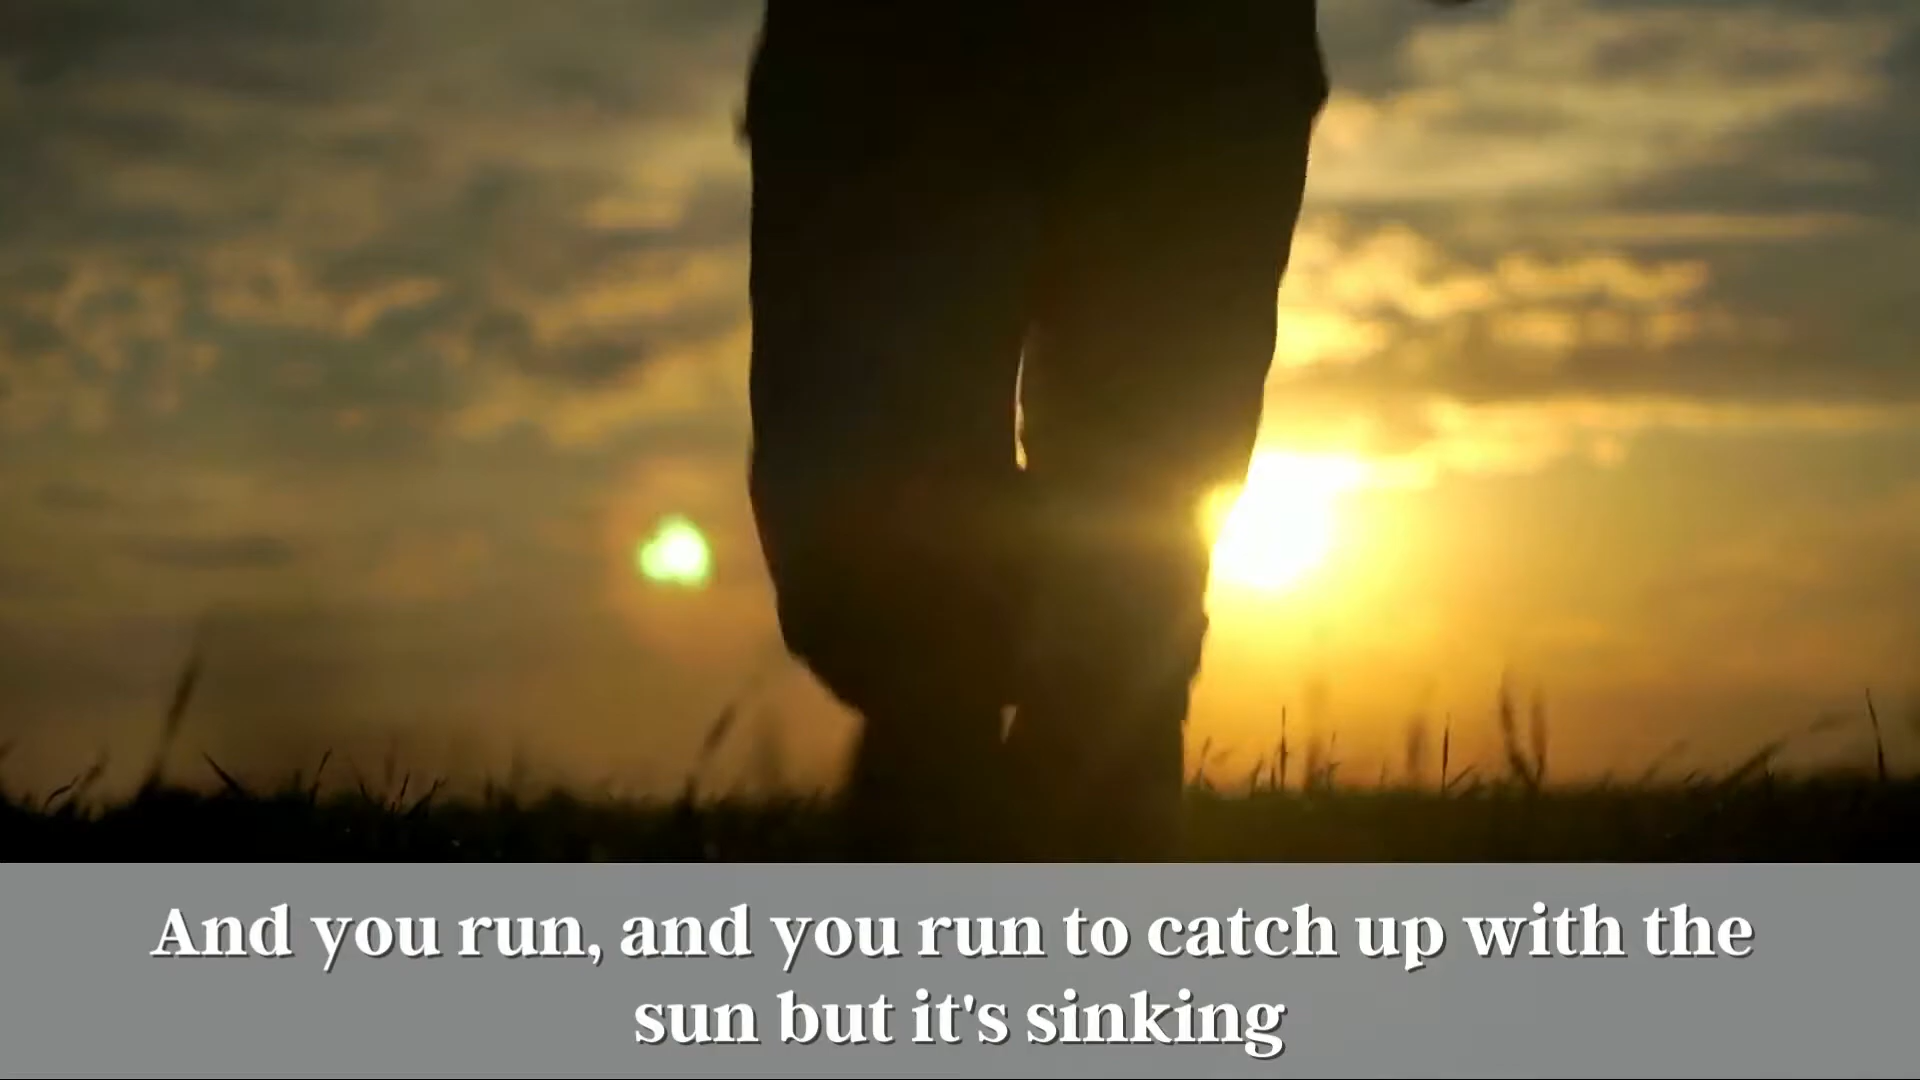 And you run, and you run to catch up with the
sun but it's sinking